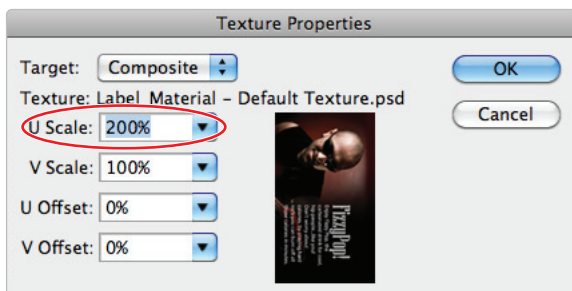 Texture Properties
Target: Composite
OK
Texture: Label_Material – Default Texture.psd
Cancel
U Scale: 200%
V Scale: 100%
U Offset: 0%
V Offset: 0%
FizzyPop!